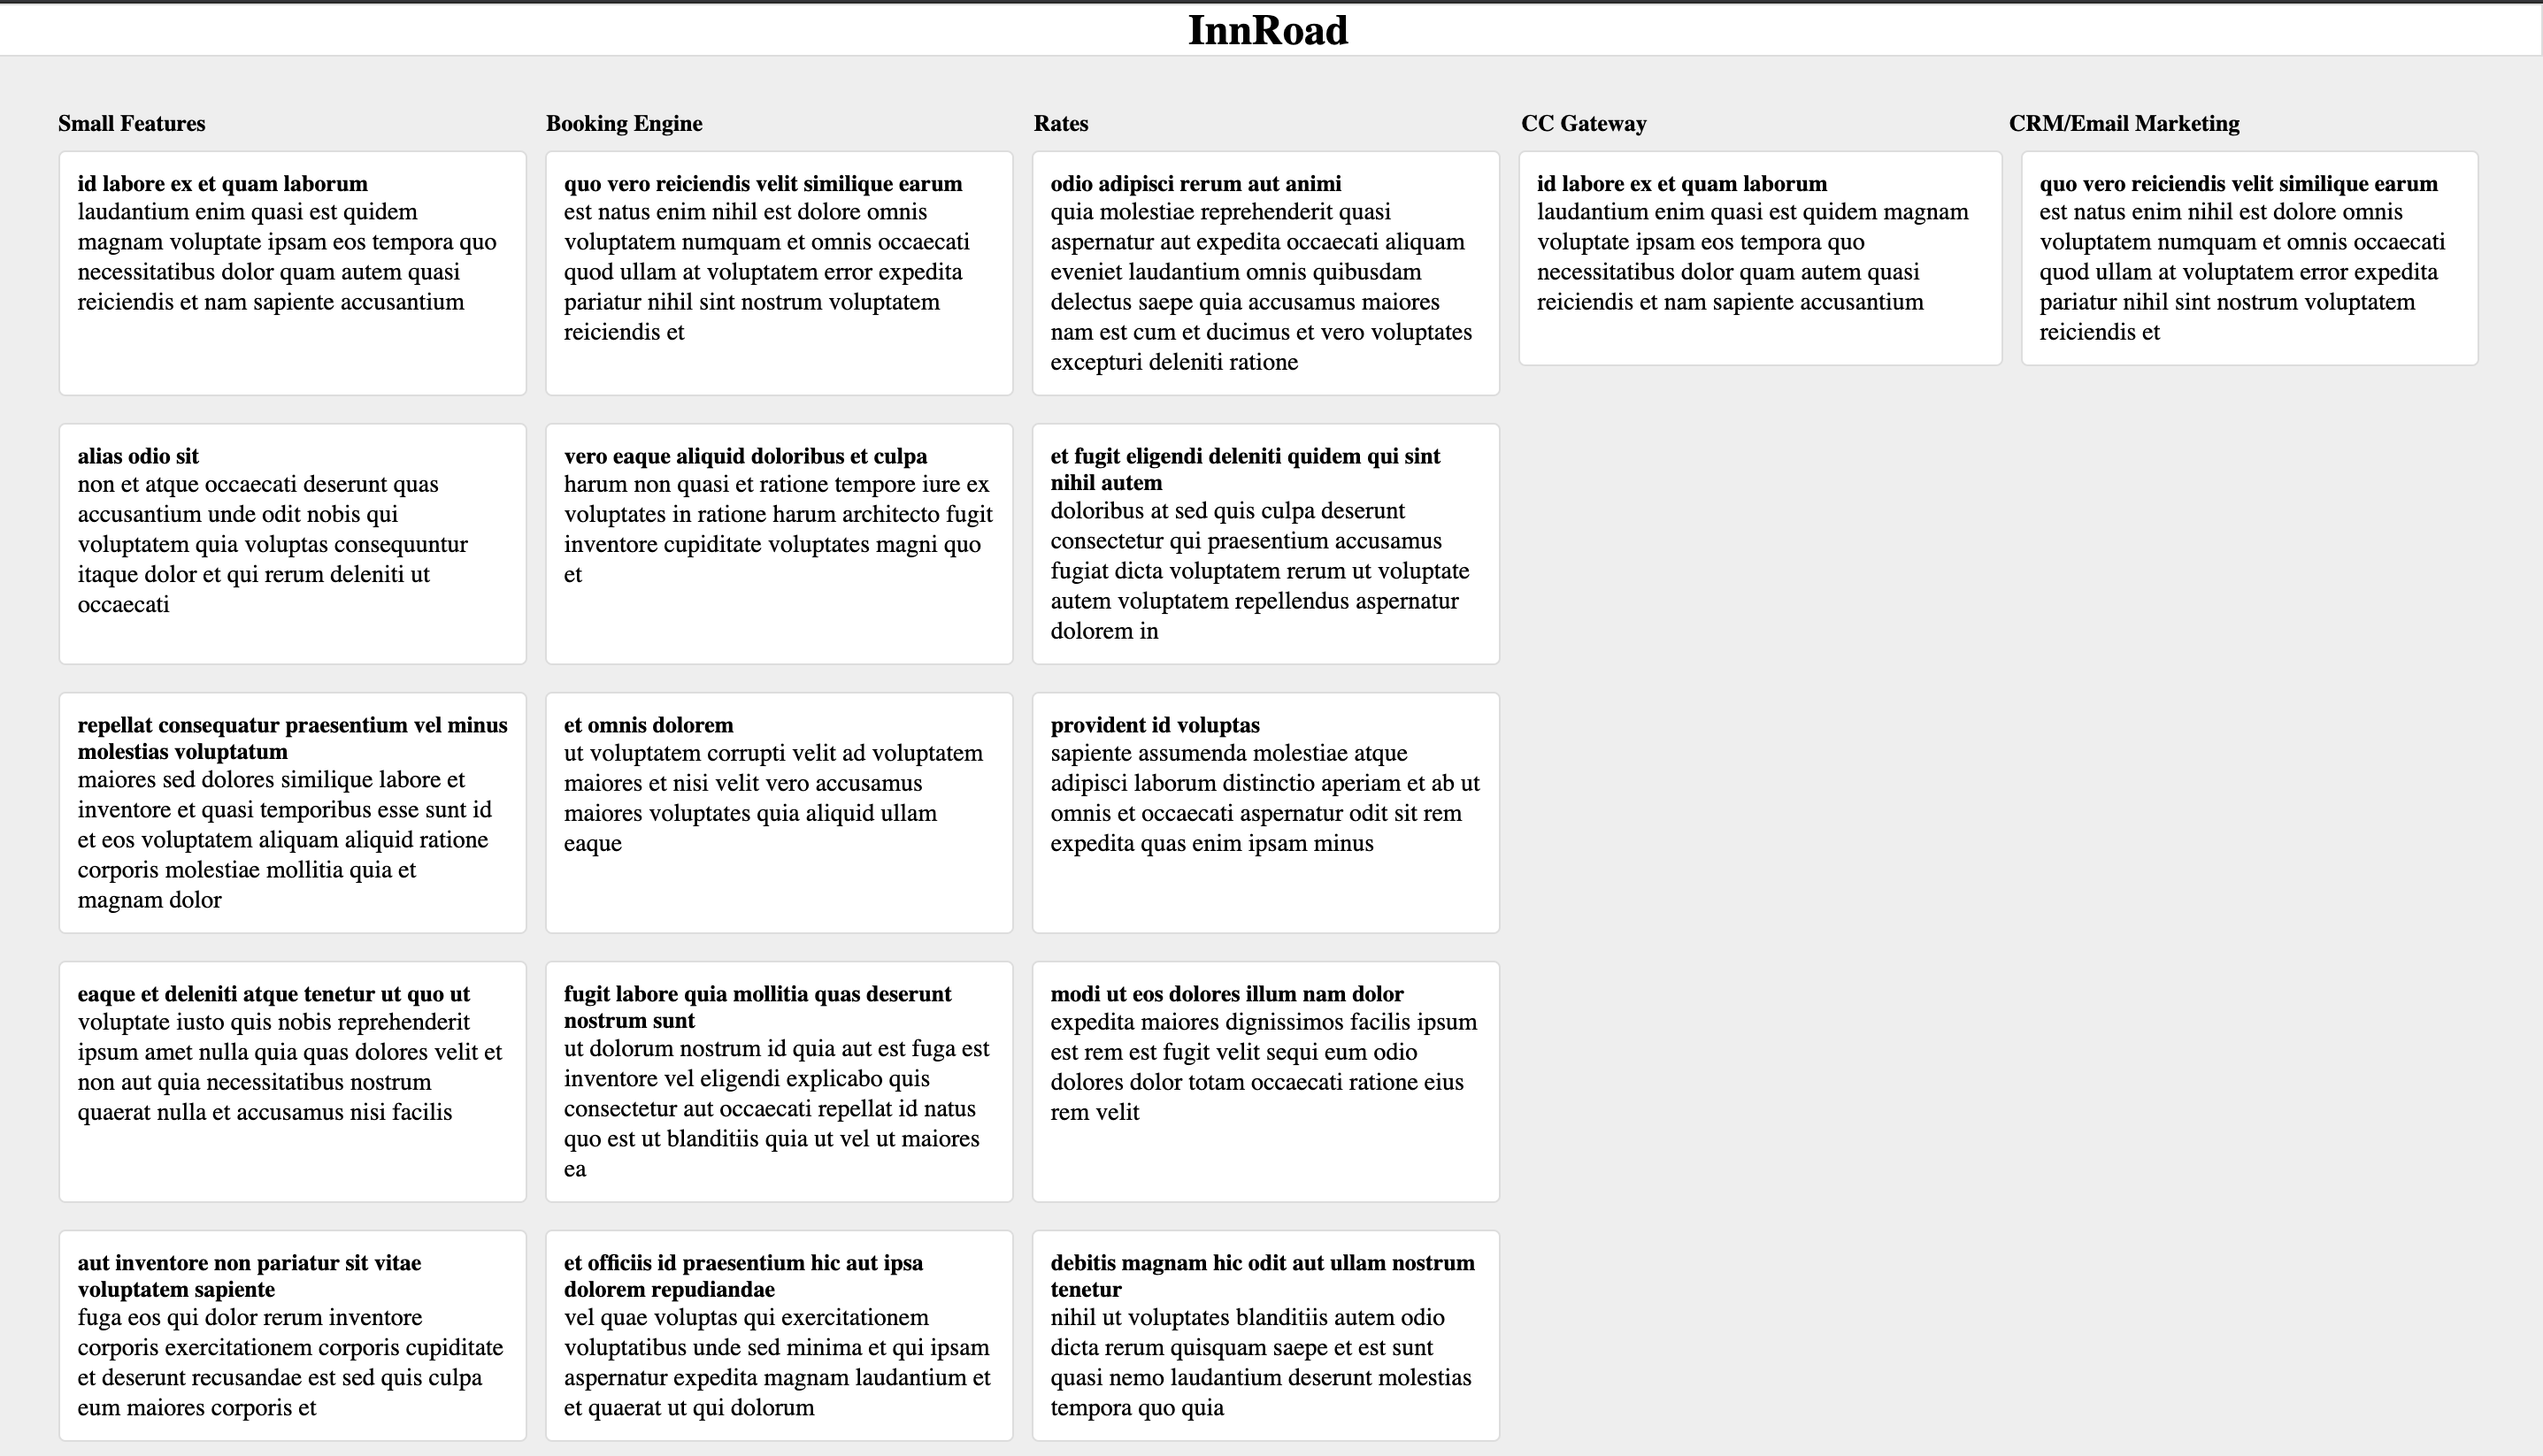 InnRoad
Small Features
Booking Engine
Rates
CC Gateway
CRM/Email Marketing
id labore ex et quam laborum
laudantium enim quasi est quidem
magnam voluptate ipsam eos tempora quo
necessitatibus dolor quam autem quasi
reiciendis et nam sapiente accusantium
quo vero reiciendis velit similique earum
est natus enim nihil est dolore omnis
voluptatem numquam et omnis occaecati
quod ullam at voluptatem error expedita
pariatur nihil sint nostrum voluptatem
reiciendis et
odio adipisci rerum aut animi
quia molestiae reprehenderit quasi
aspernatur aut expedita occaecati aliquam
eveniet laudantium omnis quibusdam
delectus saepe quia accusamus maiores
nam est cum et ducimus et vero voluptates
excepturi deleniti ratione
id labore ex et quam laborum
laudantium enim quasi est quidem magnam
voluptate ipsam eos tempora quo
necessitatibus dolor quam autem quasi
reiciendis et nam sapiente accusantium
quo vero reiciendis velit similique earum
est natus enim nihil est dolore omnis
voluptatem numquam et omnis occaecati
quod ullam at voluptatem error expedita
pariatur nihil sint nostrum voluptatem
reiciendis et
alias odio sit
non et atque occaecati deserunt quas
accusantium unde odit nobis qui
voluptatem quia voluptas consequuntur
itaque dolor et qui rerum deleniti ut
occaecati
vero eaque aliquid doloribus et culpa
harum non quasi et ratione tempore iure ex
voluptates in ratione harum architecto fugit
inventore cupiditate voluptates magni quo
et
et fugit eligendi deleniti quidem qui sint
nihil autem
doloribus at sed quis culpa deserunt
consectetur qui praesentium accusamus
fugiat dicta voluptatem rerum ut voluptate
autem voluptatem repellendus aspernatur
dolorem in
repellat consequatur praesentium vel minus
molestias voluptatum
maiores sed dolores similique labore et
inventore et quasi temporibus esse sunt id
et eos voluptatem aliquam aliquid ratione
corporis molestiae mollitia quia et
magnam dolor
et omnis dolorem
ut voluptatem corrupti velit ad voluptatem
maiores et nisi velit vero accusamus
maiores voluptates quia aliquid ullam
eaque
provident id voluptas
sapiente assumenda molestiae atque
adipisci laborum distinctio aperiam et ab ut
omnis et occaecati aspernatur odit sit rem
expedita quas enim ipsam minus
eaque et deleniti atque tenetur ut quo ut
voluptate iusto quis nobis reprehenderit
ipsum amet nulla quia quas dolores velit et
non aut quia necessitatibus nostrum
quaerat nulla et accusamus nisi facilis
fugit labore quia mollitia quas deserunt
nostrum sunt
ut dolorum nostrum id quia aut est fuga est
inventore vel eligendi explicabo quis
consectetur aut occaecati repellat id natus
quo est ut blanditiis quia ut vel ut maiores
ea
modi ut eos dolores illum nam dolor
expedita maiores dignissimos facilis ipsum
est rem est fugit velit sequi eum odio
dolores dolor totam occaecati ratione eius
rem velit
aut inventore non pariatur sit vitae
voluptatem sapiente
fuga eos qui dolor rerum inventore
corporis exercitationem corporis cupiditate
et deserunt recusandae est sed quis culpa
eum maiores corporis et
et officiis id praesentium hic aut ipsa
dolorem repudiandae
vel quae voluptas qui exercitationem
voluptatibus unde sed minima et qui ipsam
aspernatur expedita magnam laudantium et
et quaerat ut qui dolorum
debitis magnam hic odit aut ullam nostrum
tenetur
nihil ut voluptates blanditiis autem odio
dicta rerum quisquam saepe et est sunt
quasi nemo laudantium deserunt molestias
tempora quo quia